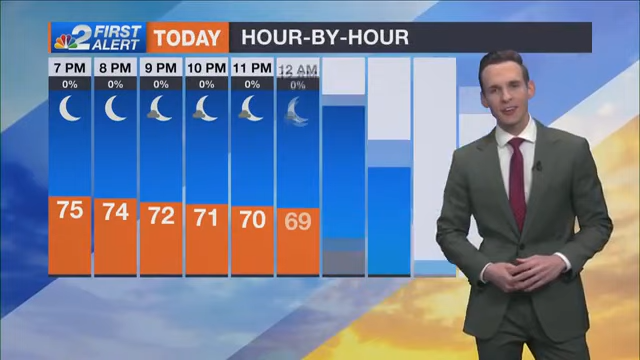 2 FIRST ALERT TODAY HOUR-BY-HOUR
7 PM 8 PM 9 PM 10 PM 11 PM 12 AM
0% 0% 0% 0% 0% 0%
75 74 72 71 70 69